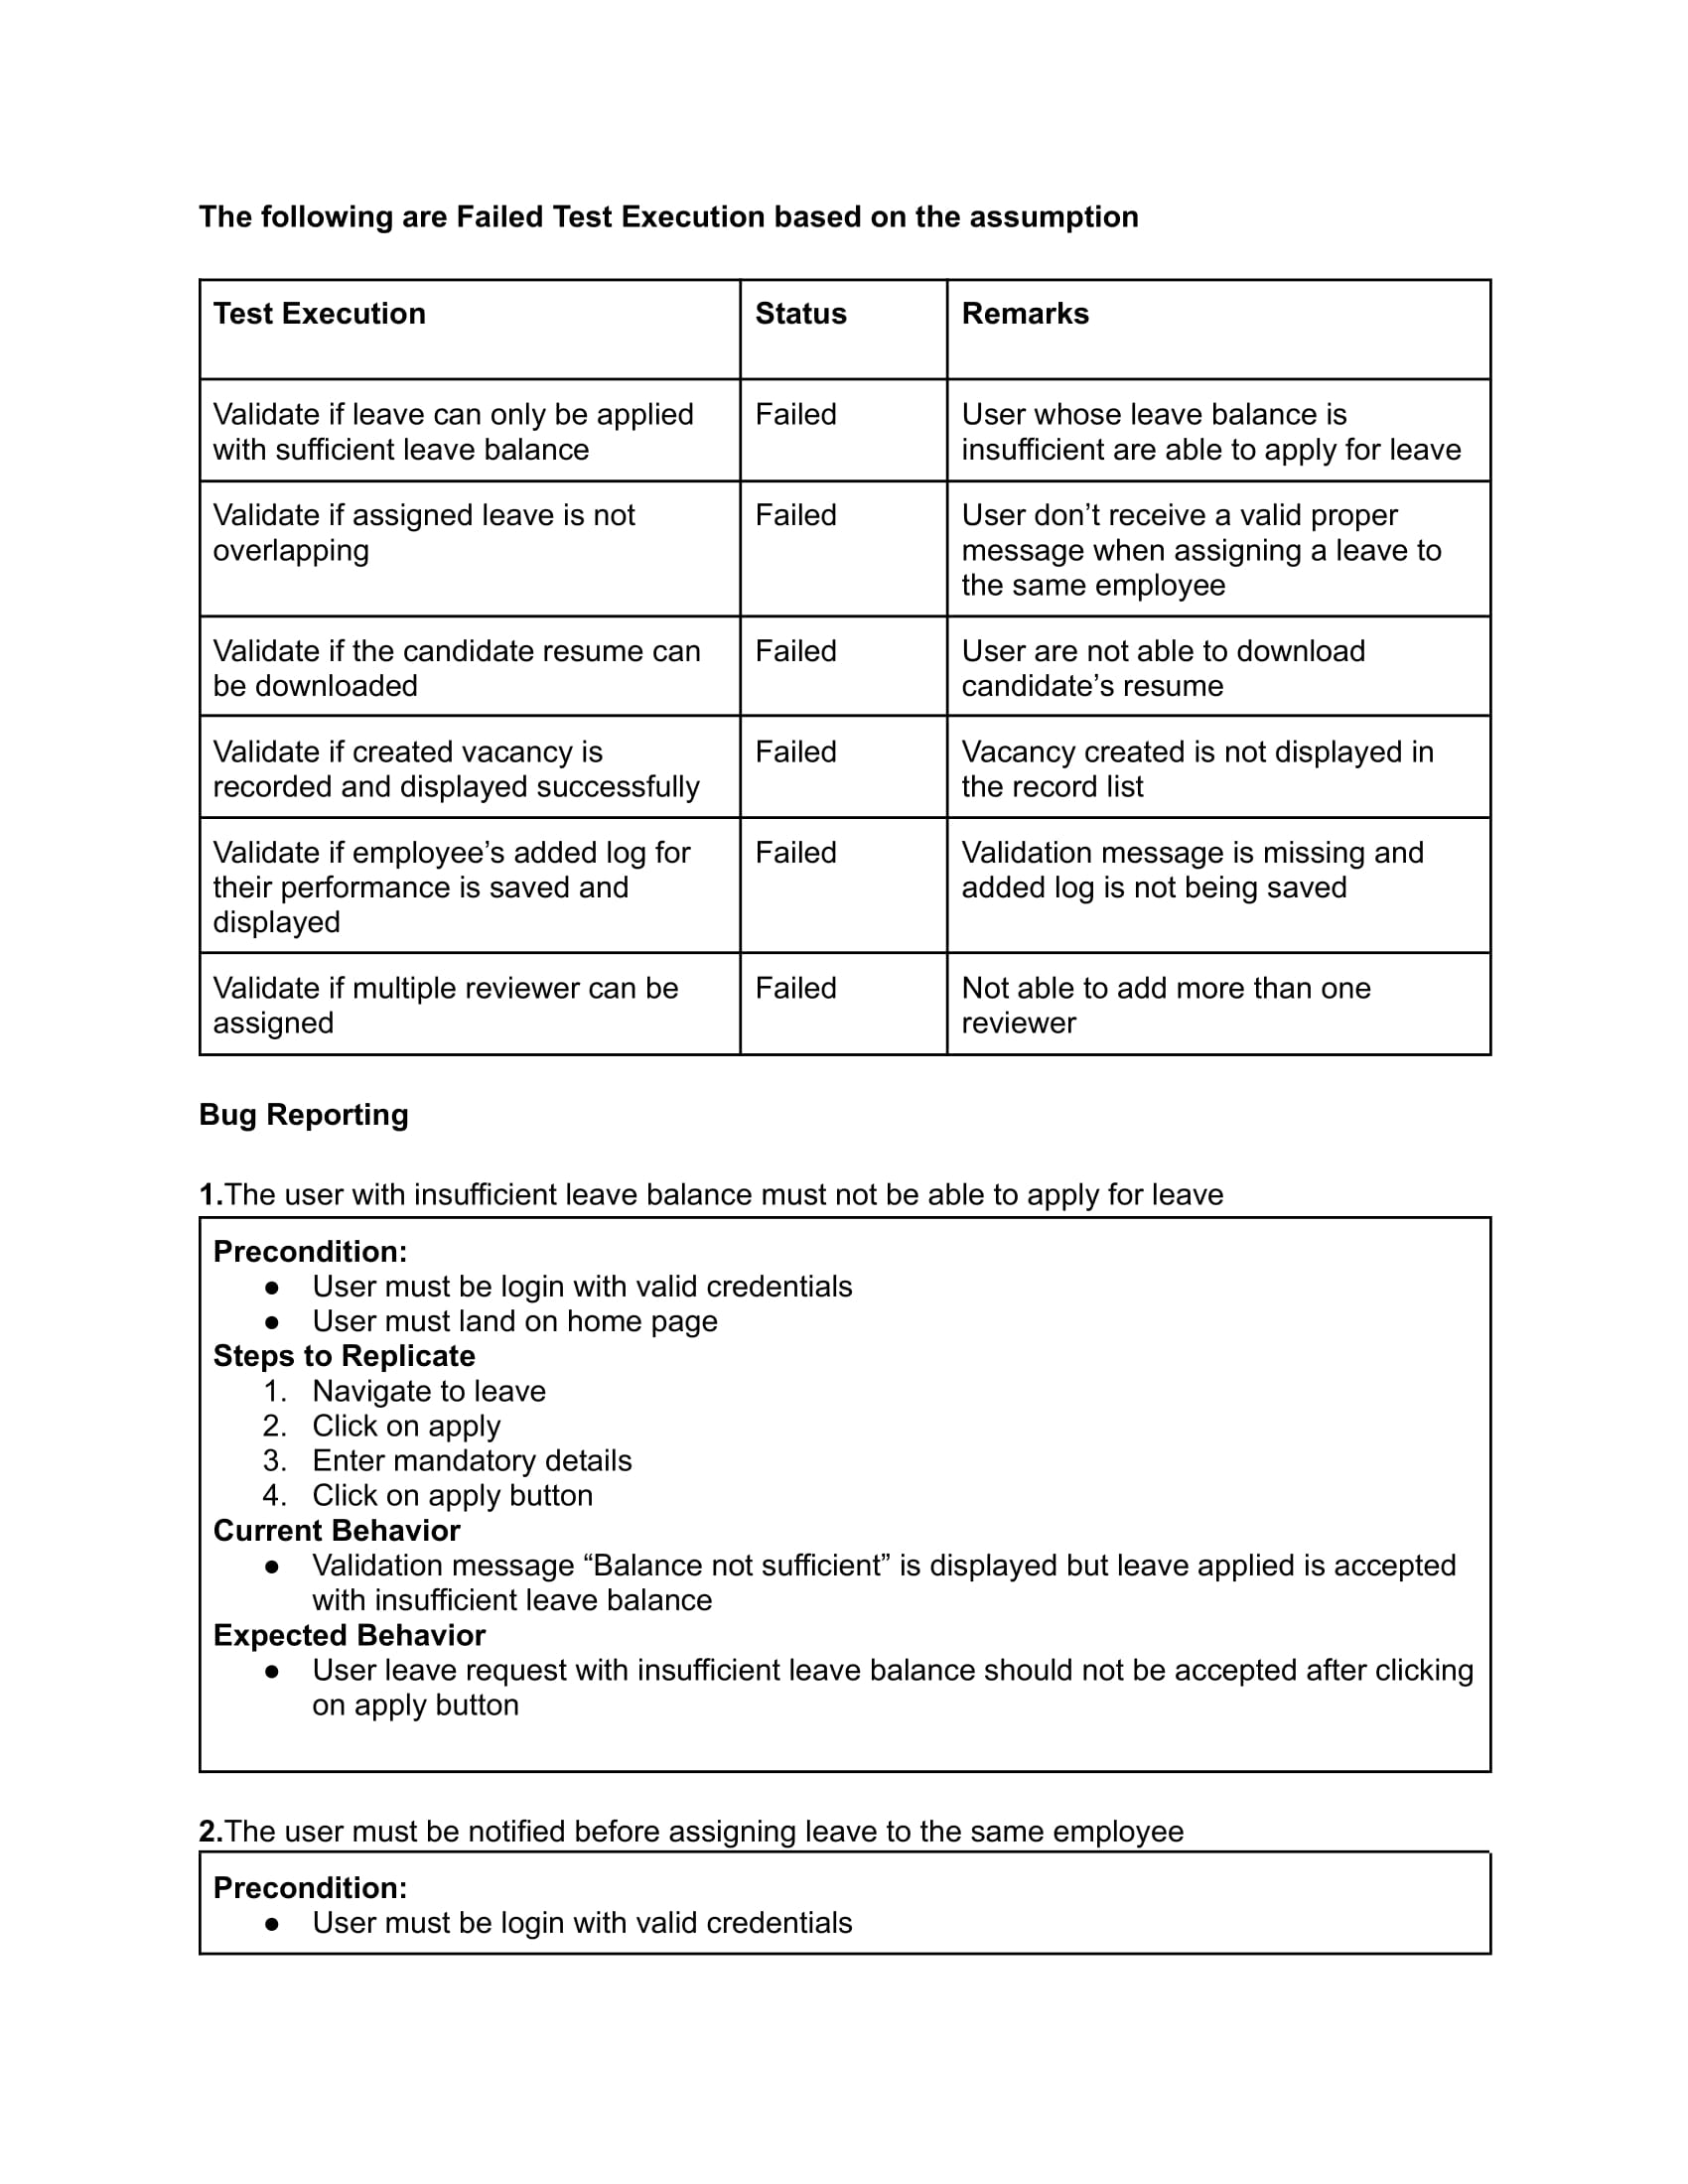 The following are Failed Test Execution based on the assumption
Test Execution
Status
Remarks
Validate if leave can only be applied
with sufficient leave balance
Failed
User whose leave balance is
insufficient are able to apply for leave
Validate if assigned leave is not
overlapping
Failed
User don’t receive a valid proper
message when assigning a leave to
the same employee
Validate if the candidate resume can
be downloaded
Failed
User are not able to download
candidate’s resume
Validate if created vacancy is
recorded and displayed successfully
Failed
Vacancy created is not displayed in
the record list
Validate if employee’s added log for
their performance is saved and
displayed
Failed
Validation message is missing and
added log is not being saved
Validate if multiple reviewer can be
assigned
Failed
Not able to add more than one
reviewer
Bug Reporting
1.The user with insufficient leave balance must not be able to apply for leave
Precondition:
● User must be login with valid credentials
● User must land on home page
Steps to Replicate
1. Navigate to leave
2. Click on apply
3. Enter mandatory details
4. Click on apply button
Current Behavior
● Validation message “Balance not sufficient” is displayed but leave applied is accepted
with insufficient leave balance
Expected Behavior
● User leave request with insufficient leave balance should not be accepted after clicking
on apply button
2.The user must be notified before assigning leave to the same employee
Precondition:
● User must be login with valid credentials